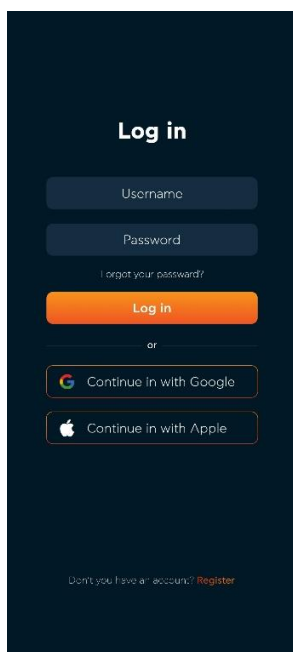 Log in
Username
Password
I orgot your password?
Log in
or
Continue in with Google
Continue in with Apple
Don't you have an account? Register